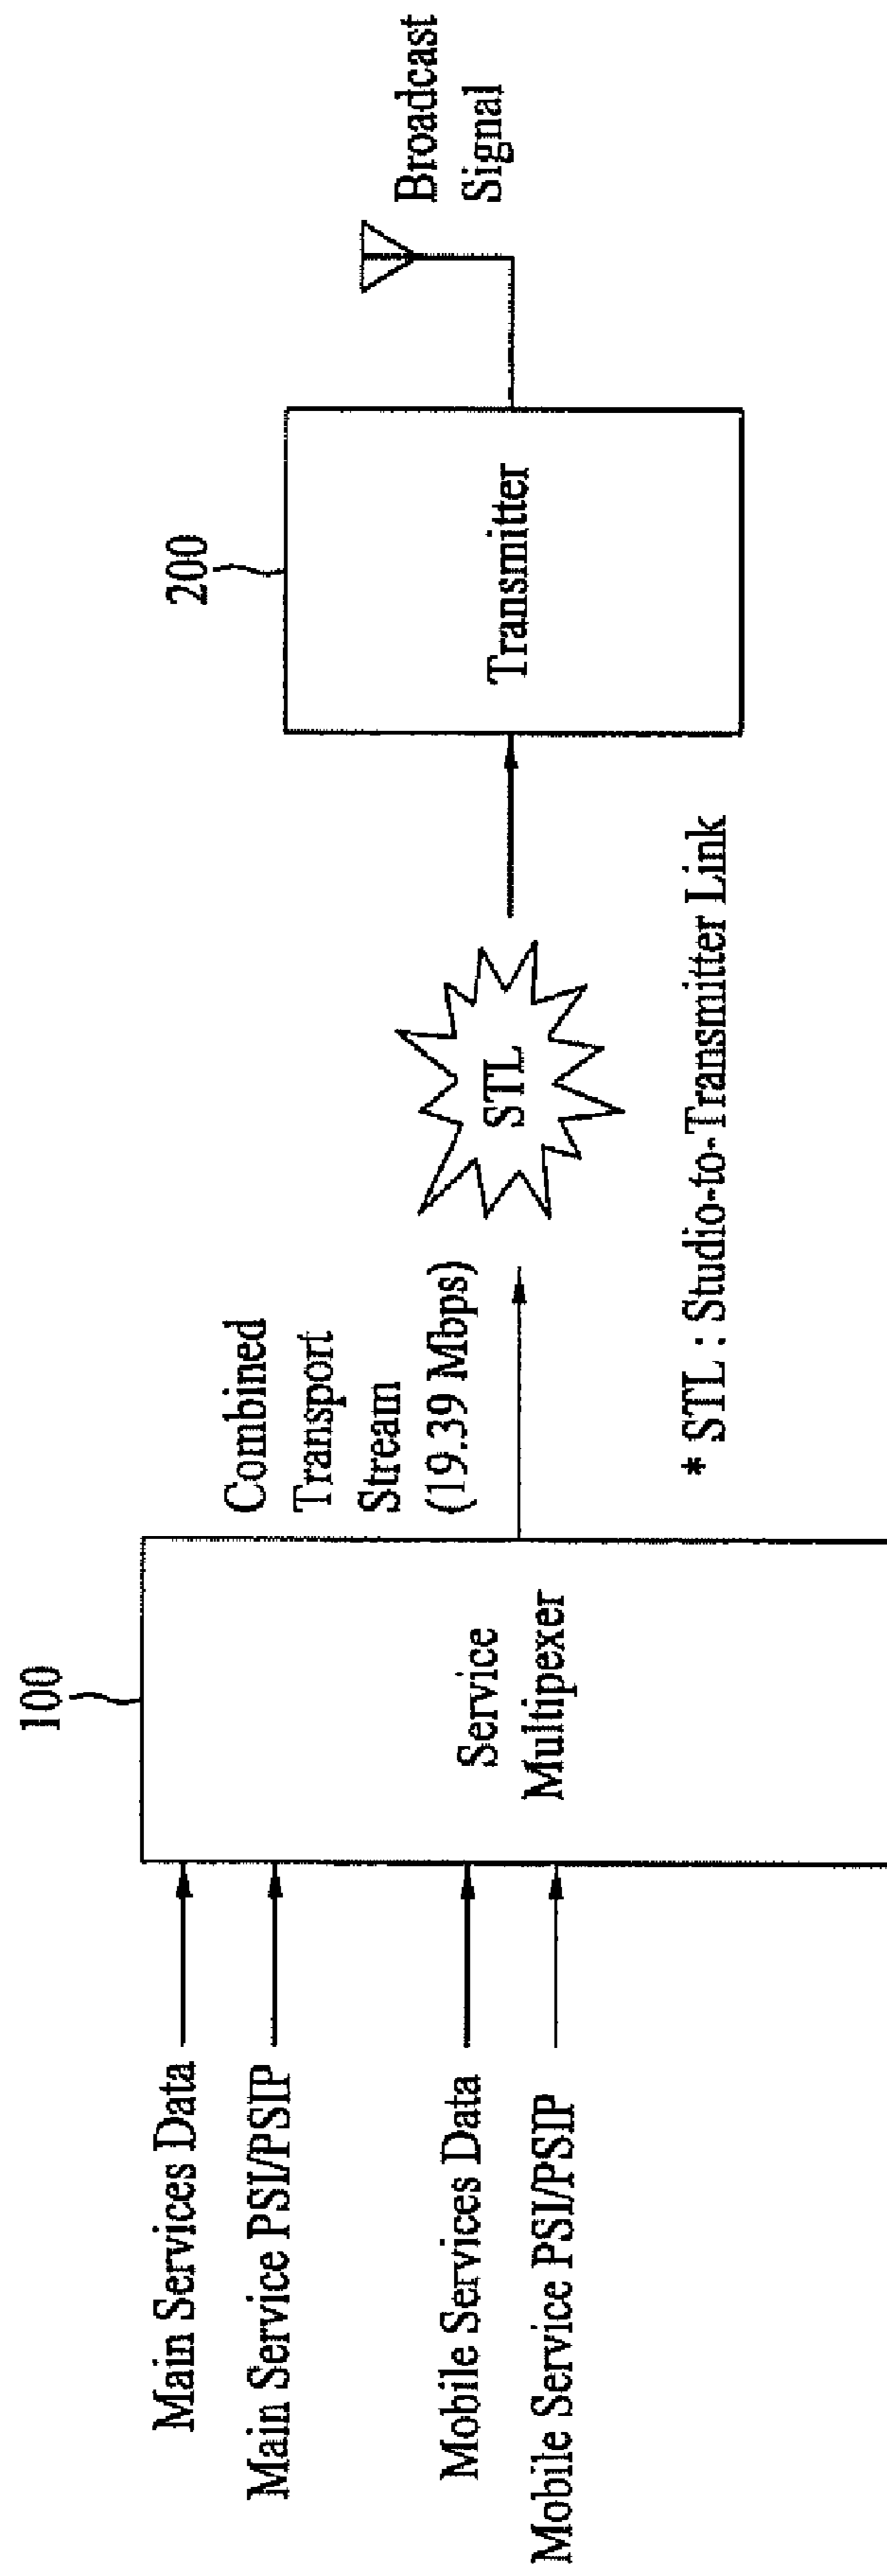 Main Services Data
Main Service PSI/PSIP
Mobile Services Data
Mobile Service PSI/PSIP
100
Service
Multipexer
Combined
Transport
Stream
(19.39 Mbps)
STL
* STL : Studio-to-Transmitter Link
200
Transmitter
Broadcast
Signal